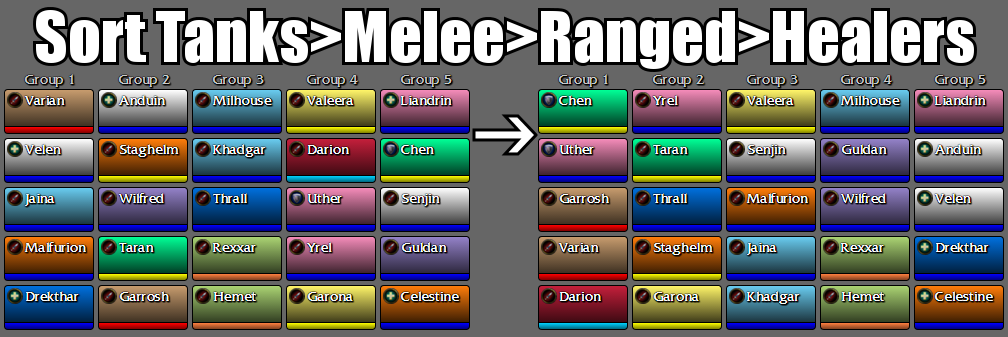 Sort Tanks>Melee>Ranged>Healers
Group 1 Group 2 Group 3 Group 4 Group 5 Group 1 Group 2 Group 3 Group 4 Group 5
Varian Anduin Milhouse Valeera Liandrin Chen Yrel Valeera Milhouse Liandrin
Velen Staghelm Khadgar Darion Chen Uther Taran Senjin Guldan Anduin
Jaina Wilfred Thrall Uther Senjin Garrosh Thrall Malfurion Wilfred Velen
Malfurion Taran Rexxar Yrel Guldan Varian Staghelm Jaina Rexxar Drekthar
Drekthar Garrosh Hemet Garona Celestine Darion Garona Khadgar Hemet Celestine